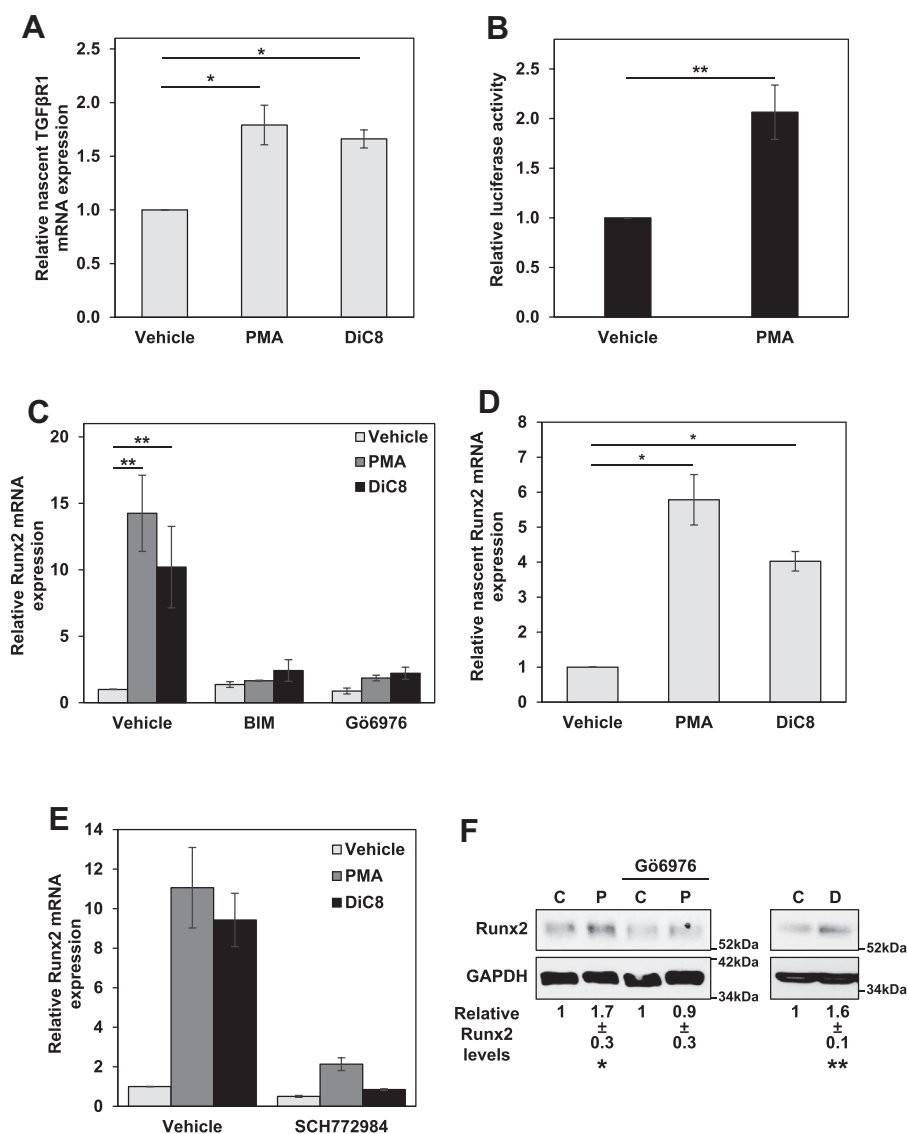 A
Relative nascent TGFβR1
mRNA expression
2.5
2.0
1.5
1.0
0.5
0.0
*
*
Vehicle PMA DiC8
B
Relative luciferase activity
2.5
2.0
1.5
1.0
0.5
0.0
**
Vehicle PMA
C
Relative Runx2 mRNA
expression
20
15
10
5
0
**
**
Vehicle
PMA
DiC8
Vehicle BIM Gö6976
D
Relative nascent Runx2 mRNA
expression
8
7
6
5
4
3
2
1
0
*
*
Vehicle PMA DiC8
E
Relative Runx2 mRNA
expression
14
12
10
8
6
4
2
0
Vehicle
PMA
DiC8
Vehicle SCH772984
F
Gö6976
C P C P C D
Runx2
52kDa 52kDa
42kDa
GAPDH
34kDa 34kDa
Relative 1 1.7 1 0.9 1 1.6
± ± ±
Runx2 0.3 0.3 0.1
levels * **